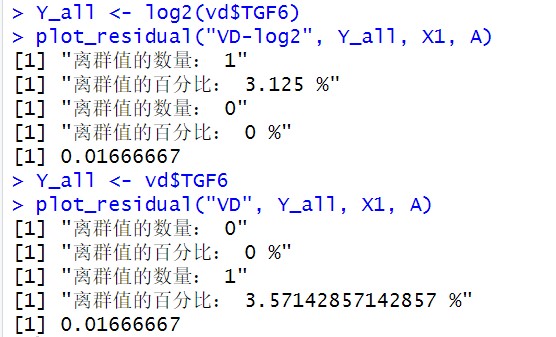 > Y_all <- log2(vd$TGF6)
> plot_residual("VD-log2", Y_all, X1, A)
[1] "离群值的数量： 1"
[1] "离群值的百分比： 3.125 %"
[1] "离群值的数量： 0"
[1] "离群值的百分比： 0 %"
[1] 0.01666667
> Y_all <- vd$TGF6
> plot_residual("VD", Y_all, X1, A)
[1] "离群值的数量： 0"
[1] "离群值的百分比： 0 %"
[1] "离群值的数量： 1"
[1] "离群值的百分比： 3.57142857142857 %"
[1] 0.01666667